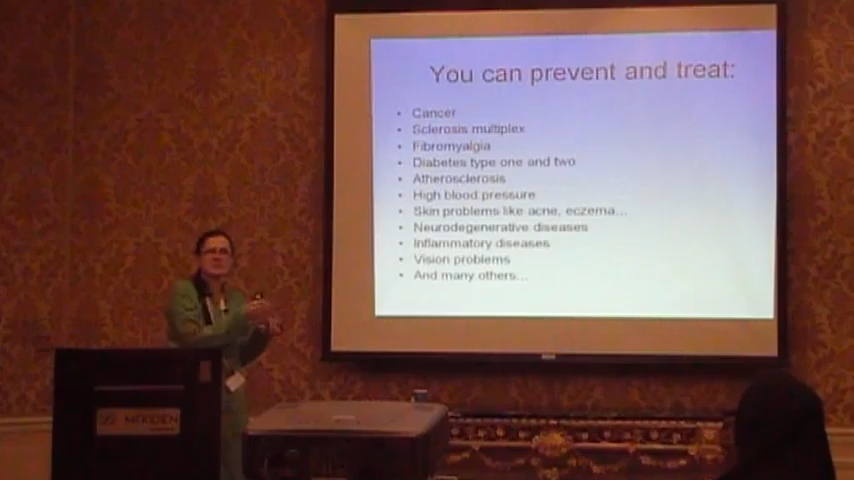 You can prevent and treat:
• Cancer
• Sclerosis multiplex
• Fibromyalgia
• Diabetes type one and two
• Atherosclerosis
• High blood pressure
• Skin problems like acne, eczema...
• Neurodegenerative diseases
• Inflammatory diseases
• Vision problems
• And many others...